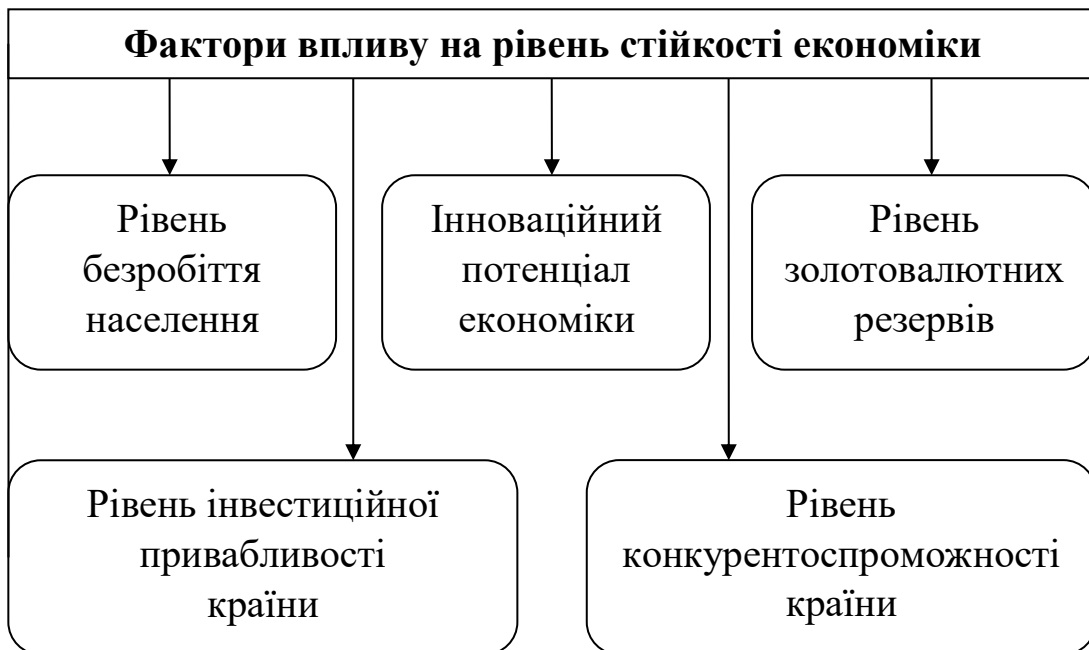 Фактори впливу на рівень стійкості економіки
Рівень
безробіття
населення
Інноваційний
потенціал
економіки
Рівень
золотовалютних
резервів
Рівень інвестиційної
привабливості
країни
Рівень
конкурентоспроможності
країни